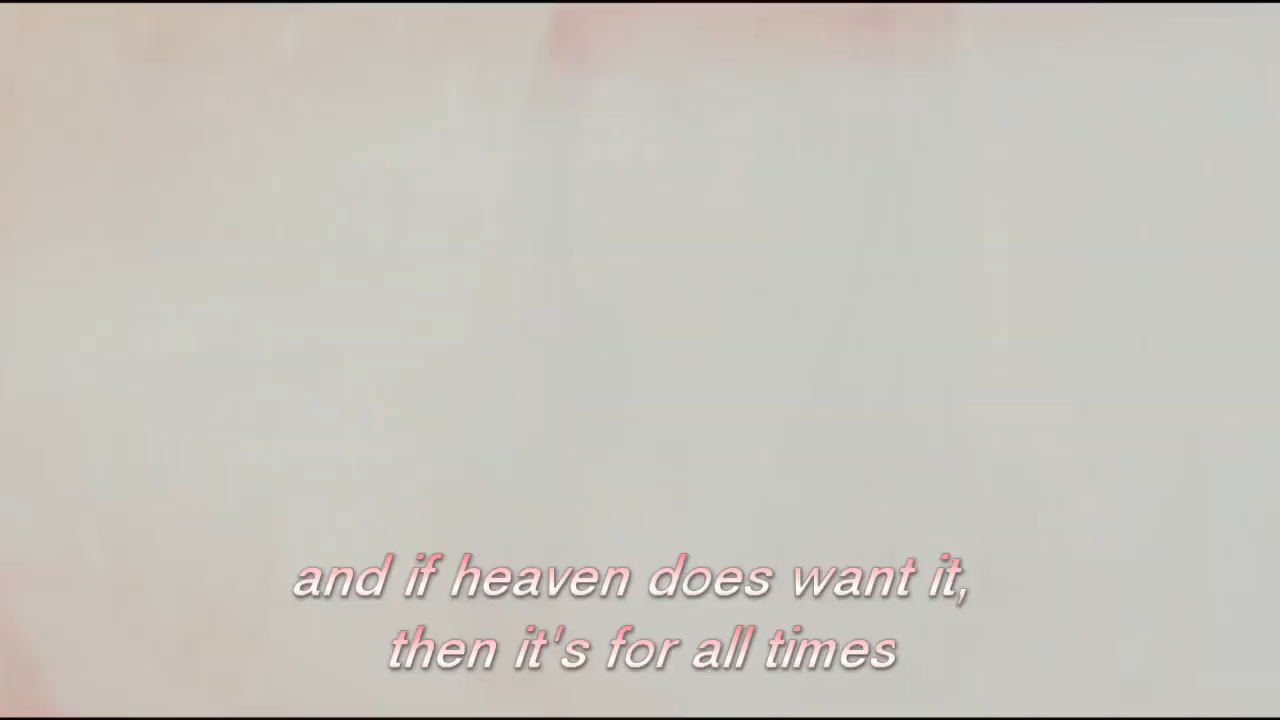 and if heaven does want it,
then it's for all times